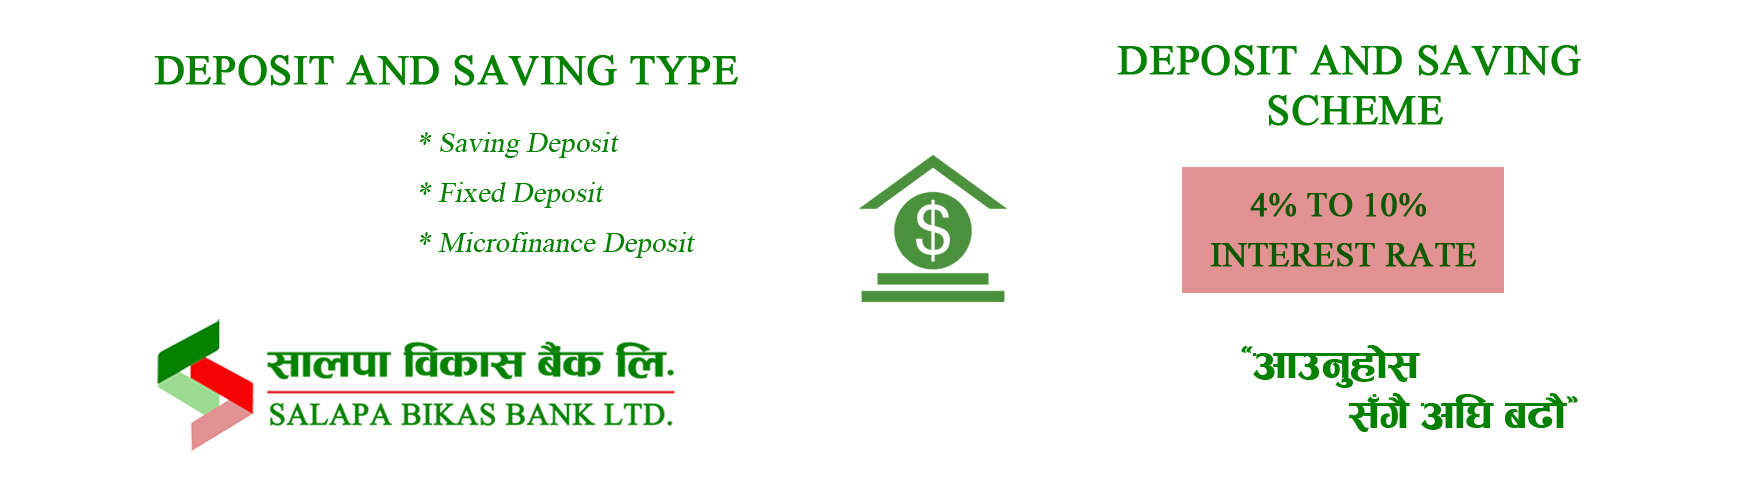 DEPOSIT AND SAVING TYPE
* Saving Deposit
* Fixed Deposit
* Microfinance Deposit
सालपा विकास बैंक लि.
SALAPA BIKAS BANK LTD.
$
DEPOSIT AND SAVING
SCHEME
4% TO 10%
INTEREST RATE
“आउनुहोस
सँगै अघि बढौ”